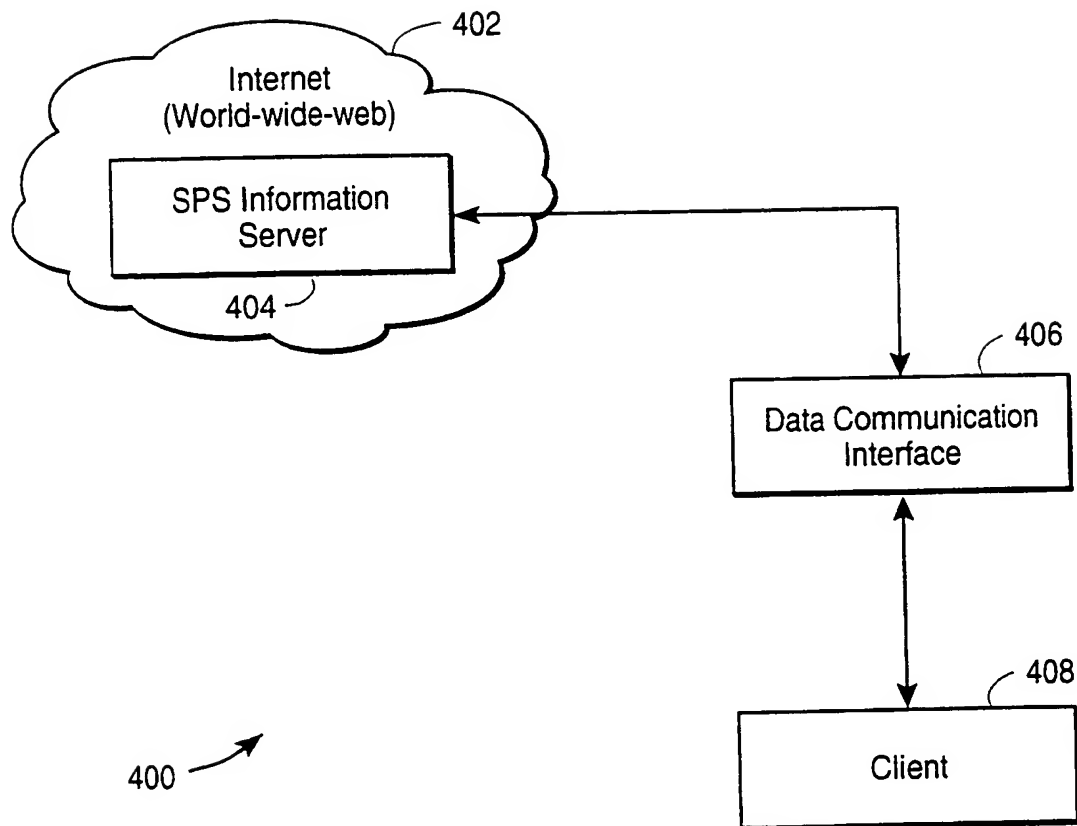 402
Internet
(World-wide-web)
SPS Information
Server
404
406
Data Communication
Interface
408
Client
400